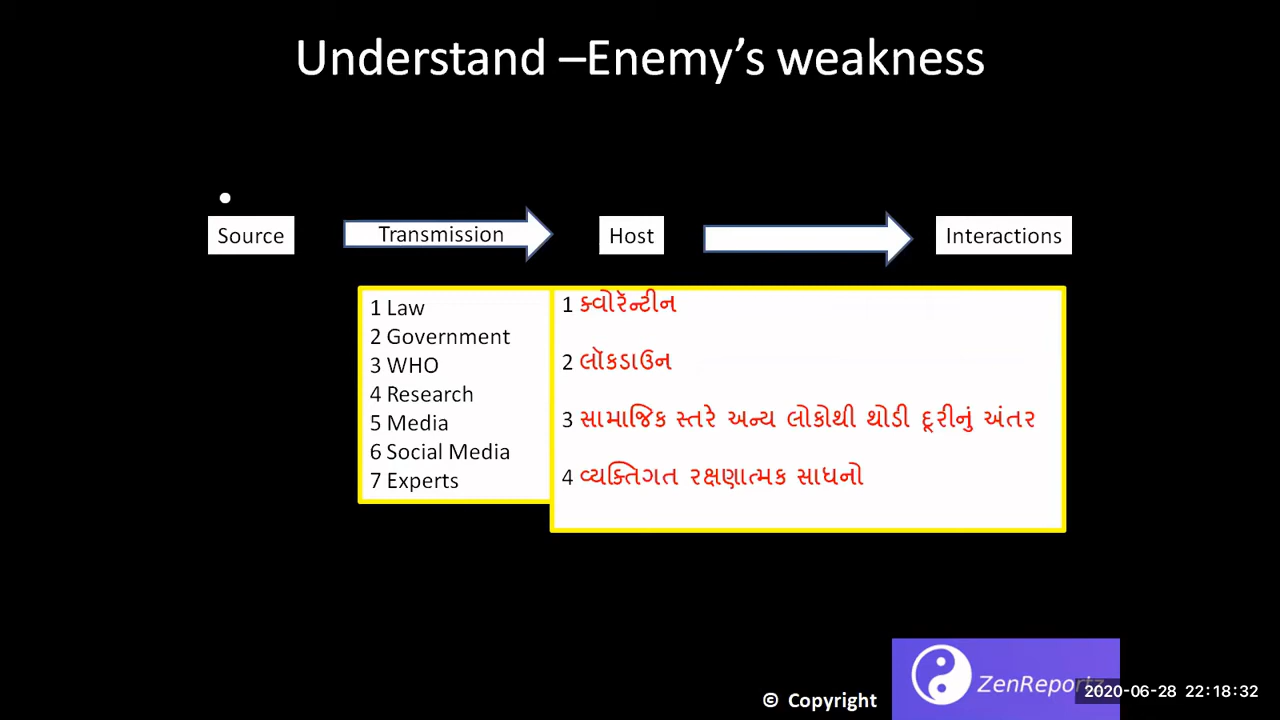 Understand –Enemy’s weakness
•
Source
Transmission
Host
Interactions
1 Law
2 Government
3 WHO
4 Research
5 Media
6 Social Media
7 Experts
1 ક્વોરૅન્ટીન
2 લૉકડાઉન
3 સામાજિક સ્તરે અન્ય લોકોથી થોડી દૂરીનું અંતર
4 વ્યક્તિગત રક્ષણાત્મક સાધનો
ZenReportz
© Copyright
2020-06-28 22:18:32